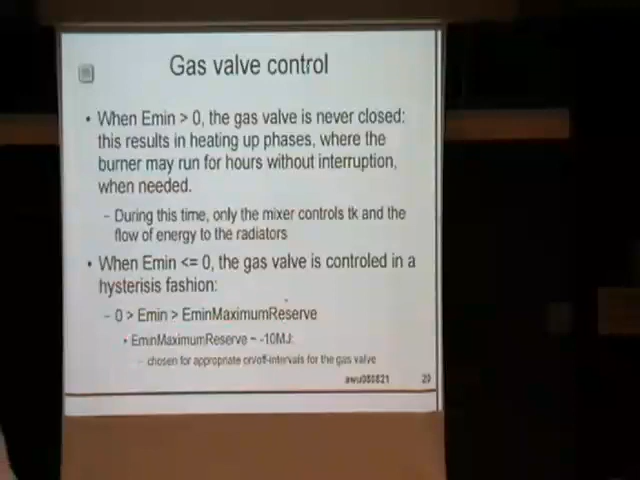 Gas valve control
• When Emin > 0, the gas valve is never closed:
this results in heating up phases, where the
burner may run for hours without interruption,
when needed.
– During this time, only the mixer controls tk and the
flow of energy to the radiators
• When Emin <= 0, the gas valve is controled in a
hysterisis fashion:
– 0 > Emin > EminMaximumReserve
• EminMaximumReserve ~ -10MJ:
– chosen for appropriate on/off-intervals for the gas valve
awu080821 20